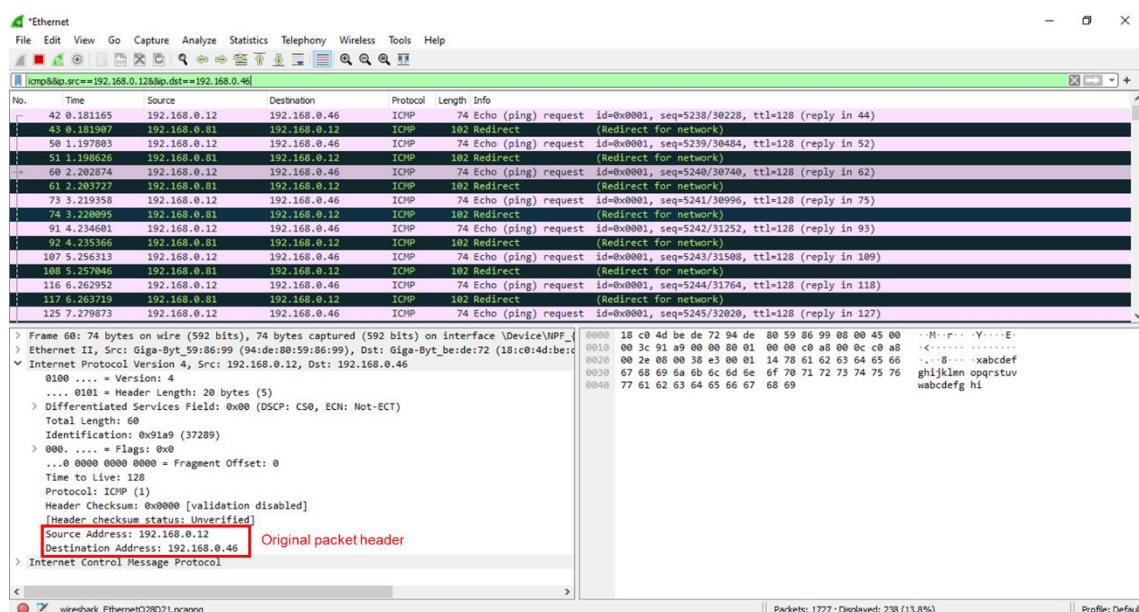 *Ethernet
File Edit View Go Capture Analyze Statistics Telephony Wireless Tools Help
icmp&&ip.src==192.168.0.12&&ip.dst==192.168.0.46
No. Time Source Destination Protocol Length Info
42 0.181165 192.168.0.12 192.168.0.46 ICMP 74 Echo (ping) request id=0x0001, seq=5238/30228, ttl=128 (reply in 44)
43 0.181907 192.168.0.81 192.168.0.12 ICMP 102 Redirect (Redirect for network)
50 1.197803 192.168.0.12 192.168.0.46 ICMP 74 Echo (ping) request id=0x0001, seq=5239/30484, ttl=128 (reply in 52)
51 1.198626 192.168.0.81 192.168.0.12 ICMP 102 Redirect (Redirect for network)
60 2.202874 192.168.0.12 192.168.0.46 ICMP 74 Echo (ping) request id=0x0001, seq=5240/30740, ttl=128 (reply in 62)
61 2.203727 192.168.0.81 192.168.0.12 ICMP 102 Redirect (Redirect for network)
73 3.219358 192.168.0.12 192.168.0.46 ICMP 74 Echo (ping) request id=0x0001, seq=5241/30996, ttl=128 (reply in 75)
74 3.220095 192.168.0.81 192.168.0.12 ICMP 102 Redirect (Redirect for network)
91 4.234601 192.168.0.12 192.168.0.46 ICMP 74 Echo (ping) request id=0x0001, seq=5242/31252, ttl=128 (reply in 93)
92 4.235366 192.168.0.81 192.168.0.12 ICMP 102 Redirect (Redirect for network)
107 5.256313 192.168.0.12 192.168.0.46 ICMP 74 Echo (ping) request id=0x0001, seq=5243/31508, ttl=128 (reply in 109)
108 5.257046 192.168.0.81 192.168.0.12 ICMP 102 Redirect (Redirect for network)
116 6.262952 192.168.0.12 192.168.0.46 ICMP 74 Echo (ping) request id=0x0001, seq=5244/31764, ttl=128 (reply in 118)
117 6.263719 192.168.0.81 192.168.0.12 ICMP 102 Redirect (Redirect for network)
125 7.279873 192.168.0.12 192.168.0.46 ICMP 74 Echo (ping) request id=0x0001, seq=5245/32020, ttl=128 (reply in 127)
Frame 60: 74 bytes on wire (592 bits), 74 bytes captured (592 bits) on interface \Device\NPF_{
Ethernet II, Src: Giga-Byt_59:86:99 (94:de:80:59:86:99), Dst: Giga-Byt_be:de:72 (18:c0:4d:be:d
Internet Protocol Version 4, Src: 192.168.0.12, Dst: 192.168.0.46
0100 .... = Version: 4
.... 0101 = Header Length: 20 bytes (5)
Differentiated Services Field: 0x00 (DSCP: CS0, ECN: Not-ECT)
Total Length: 60
Identification: 0x91a9 (37289)
000. .... = Flags: 0x0
...0 0000 0000 0000 = Fragment Offset: 0
Time to Live: 128
Protocol: ICMP (1)
Header Checksum: 0x0000 [validation disabled]
[Header checksum status: Unverified]
Source Address: 192.168.0.12
Destination Address: 192.168.0.46
Original packet header
Internet Control Message Protocol
0000 18 c0 4d be de 72 94 de 80 59 86 99 08 00 45 00 ··M··r·· ·Y····E·
0010 00 3c 91 a9 00 00 80 01 00 00 c0 a8 00 0c c0 a8 ·<······ ········
0020 00 2e 08 00 38 e3 00 01 14 78 61 62 63 64 65 66 ·.··8··· ·xabcdef
0030 67 68 69 6a 6b 6c 6d 6e 6f 70 71 72 73 74 75 76 ghijklmn opqrstuv
0040 77 61 62 63 64 65 66 67 68 69 wabcdefg hi
wireshark_EthernetO28D21.pcapng
Packets: 1727 · Displayed: 238 (13.8%)
Profile: Defaul